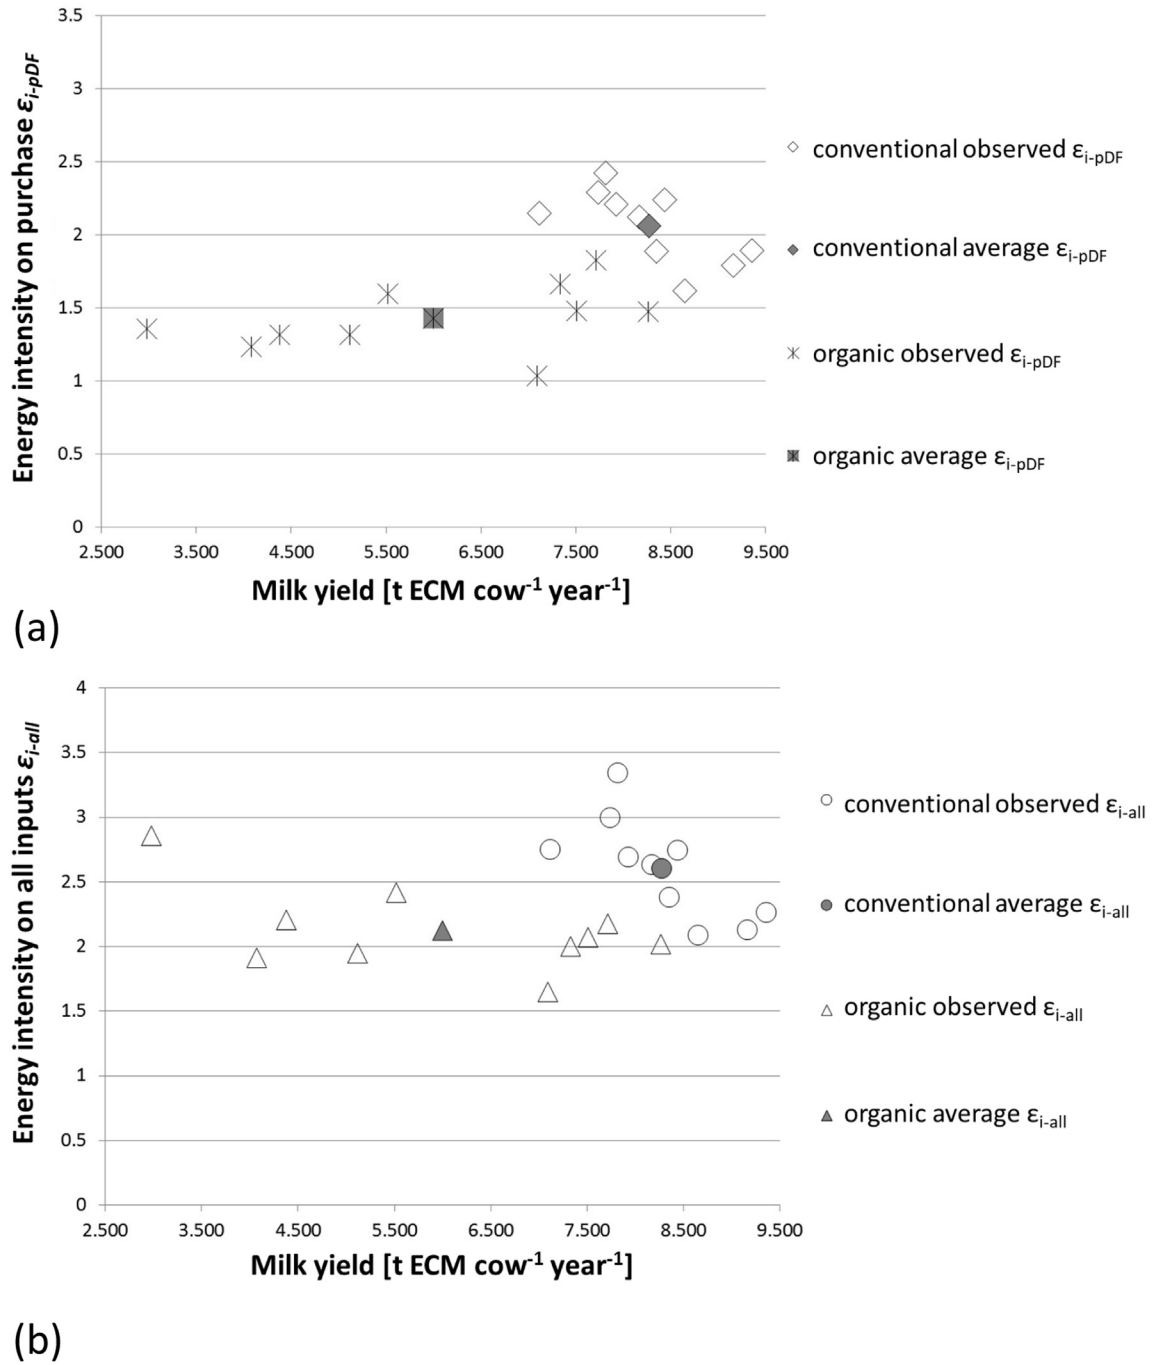 3.5
3
2.5
2
1.5
1
0.5
0
Energy intensity on purchase εi-pDF
2.500 3.500 4.500 5.500 6.500 7.500 8.500 9.500
Milk yield [t ECM cow-1 year-1]
conventional observed εi-pDF
conventional average εi-pDF
organic observed εi-pDF
organic average εi-pDF
(a)
4
3.5
3
2.5
2
1.5
1
0.5
0
Energy intensity on all inputs εi-all
2.500 3.500 4.500 5.500 6.500 7.500 8.500 9.500
Milk yield [t ECM cow-1 year-1]
conventional observed εi-all
conventional average εi-all
organic observed εi-all
organic average εi-all
(b)